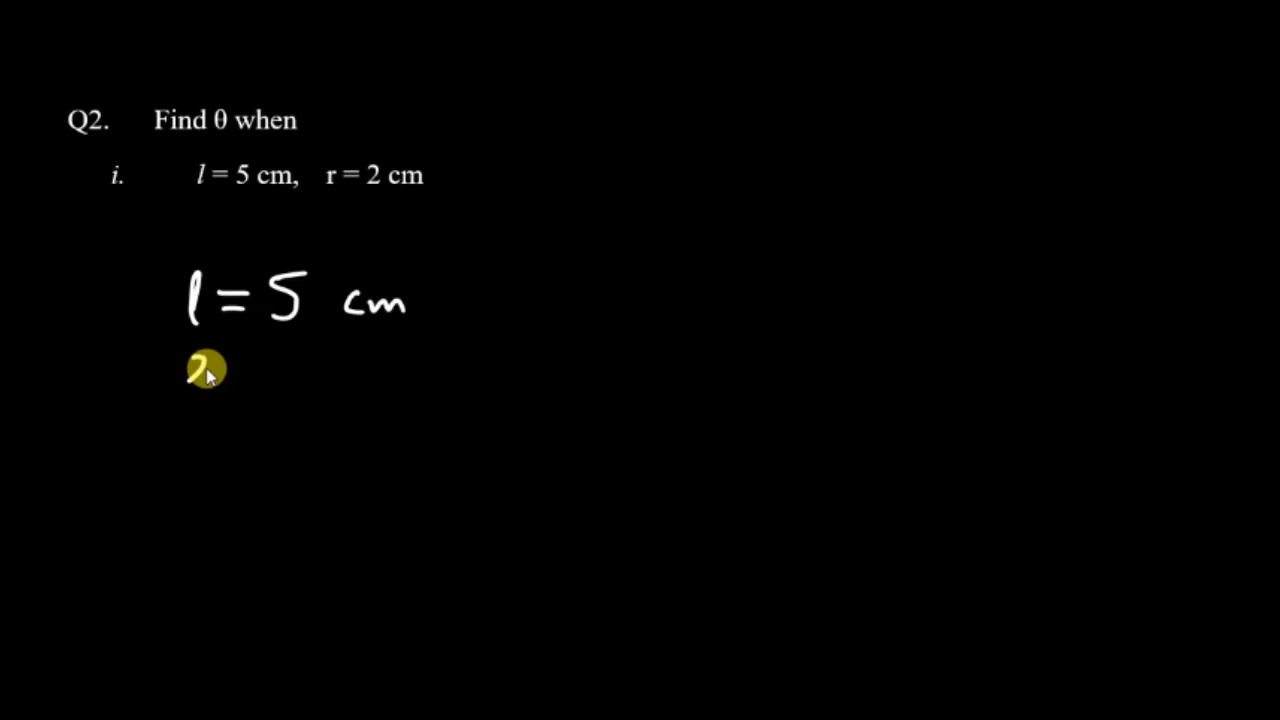 Q2. Find θ when
i. l = 5 cm, r = 2 cm
l = 5 cm